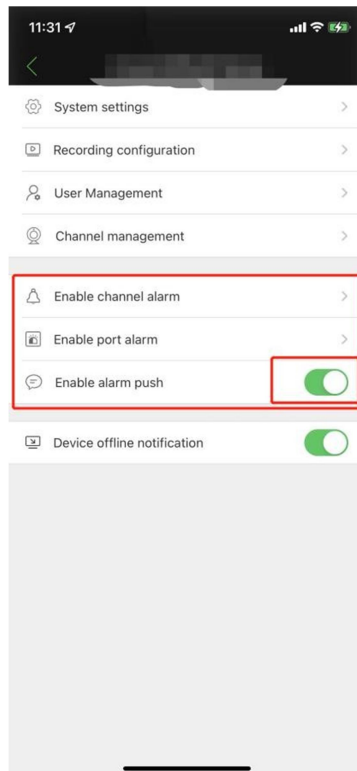 11:31
System settings
Recording configuration
User Management
Channel management
Enable channel alarm
Enable port alarm
Enable alarm push
Device offline notification